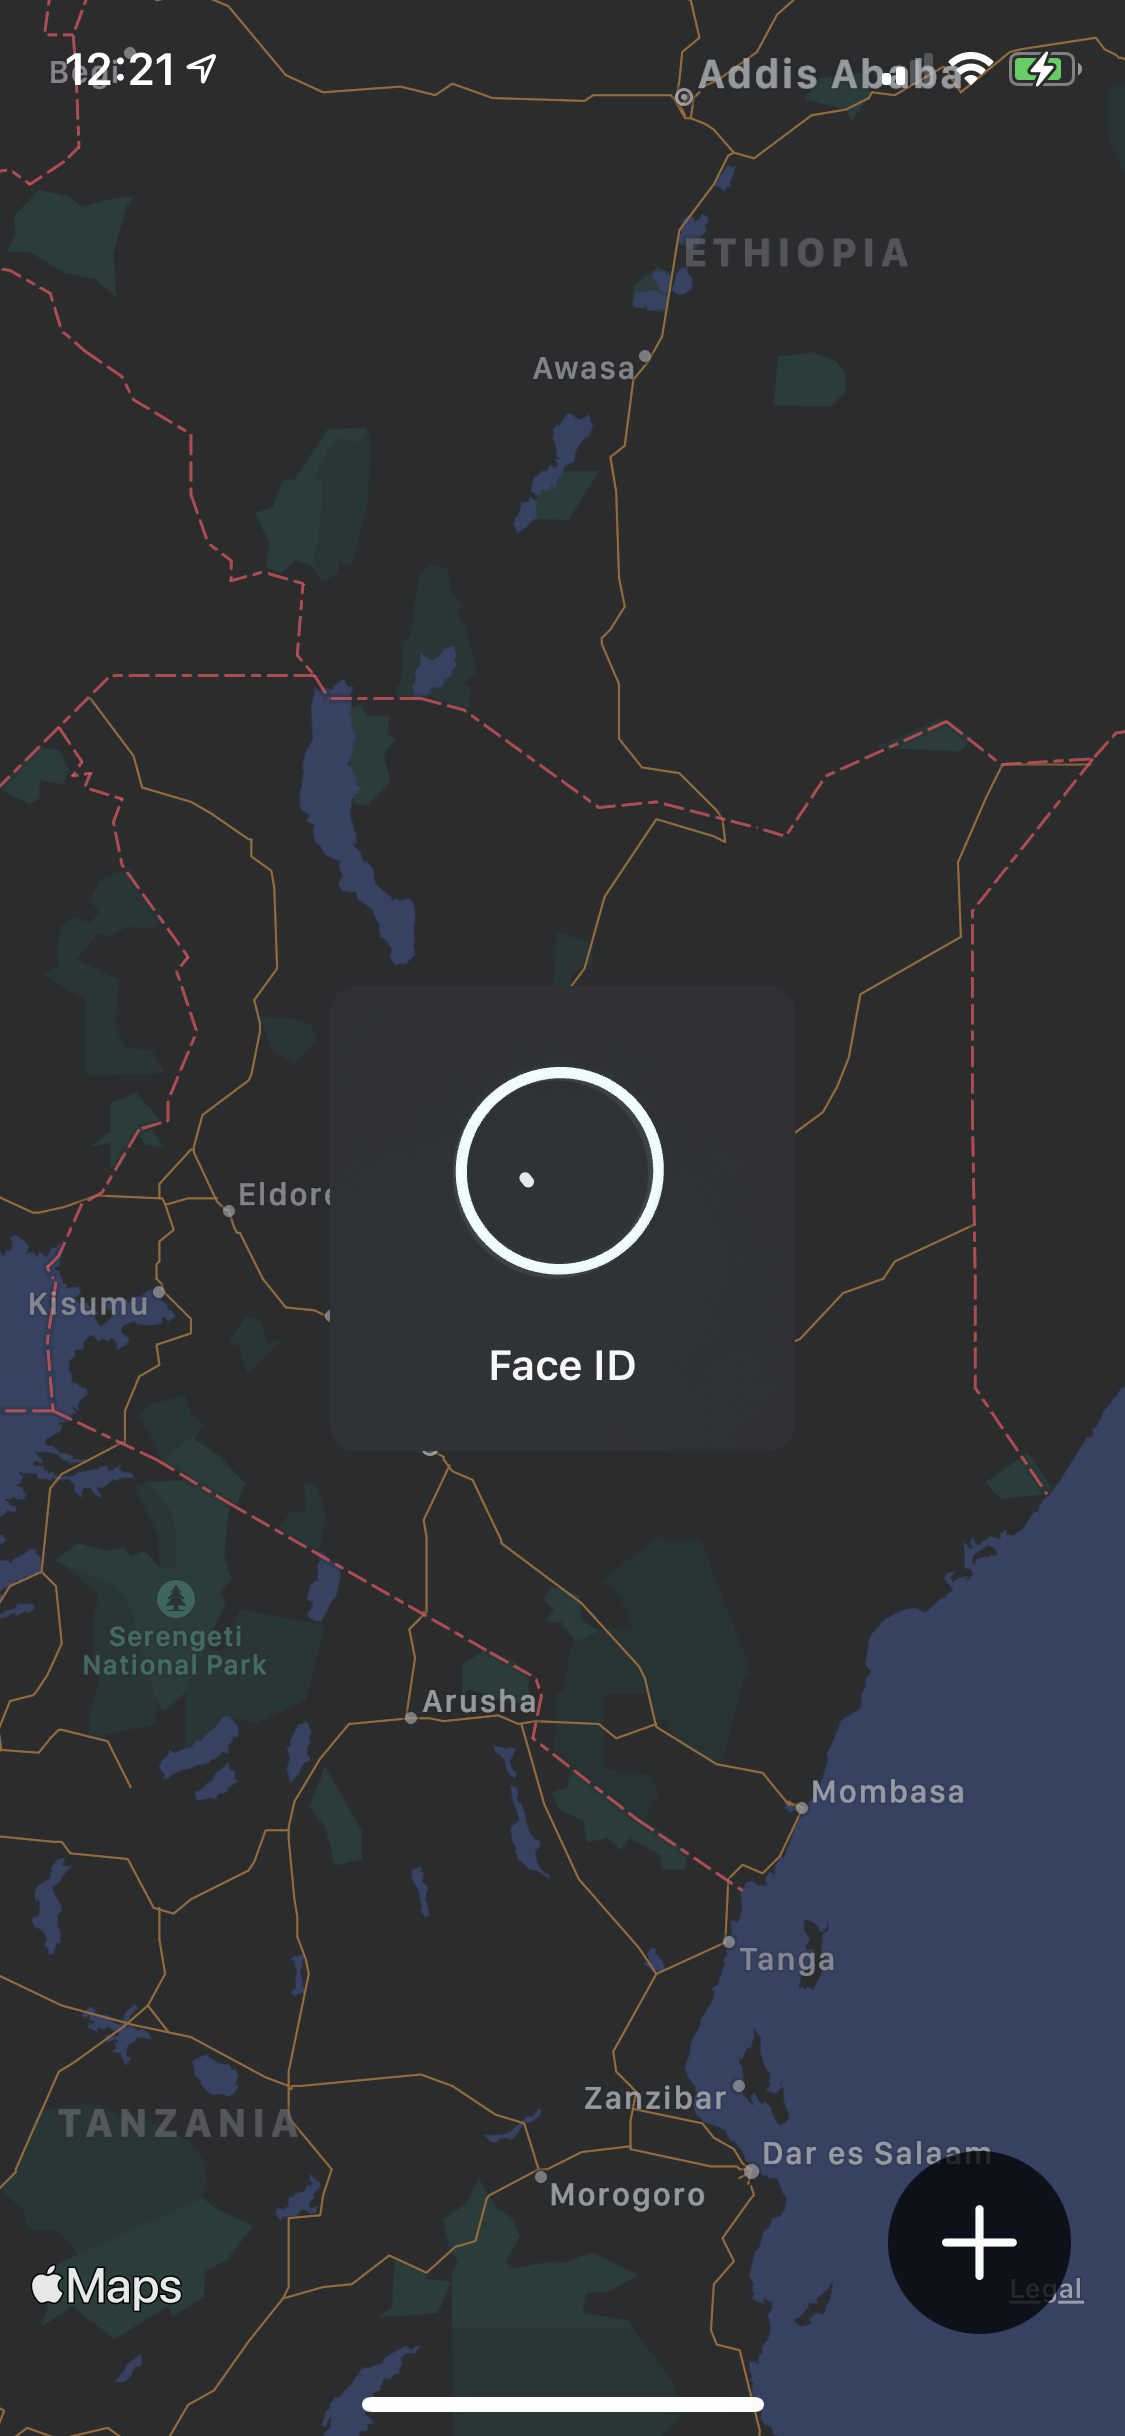 Begi
12:21
Addis Ababa
ETHIOPIA
Awasa
Eldore
Kisumu
Face ID
Serengeti
National Park
Arusha
Mombasa
Tanga
Zanzibar
TANZANIA
Dar es Salaam
Morogoro
Maps
Legal